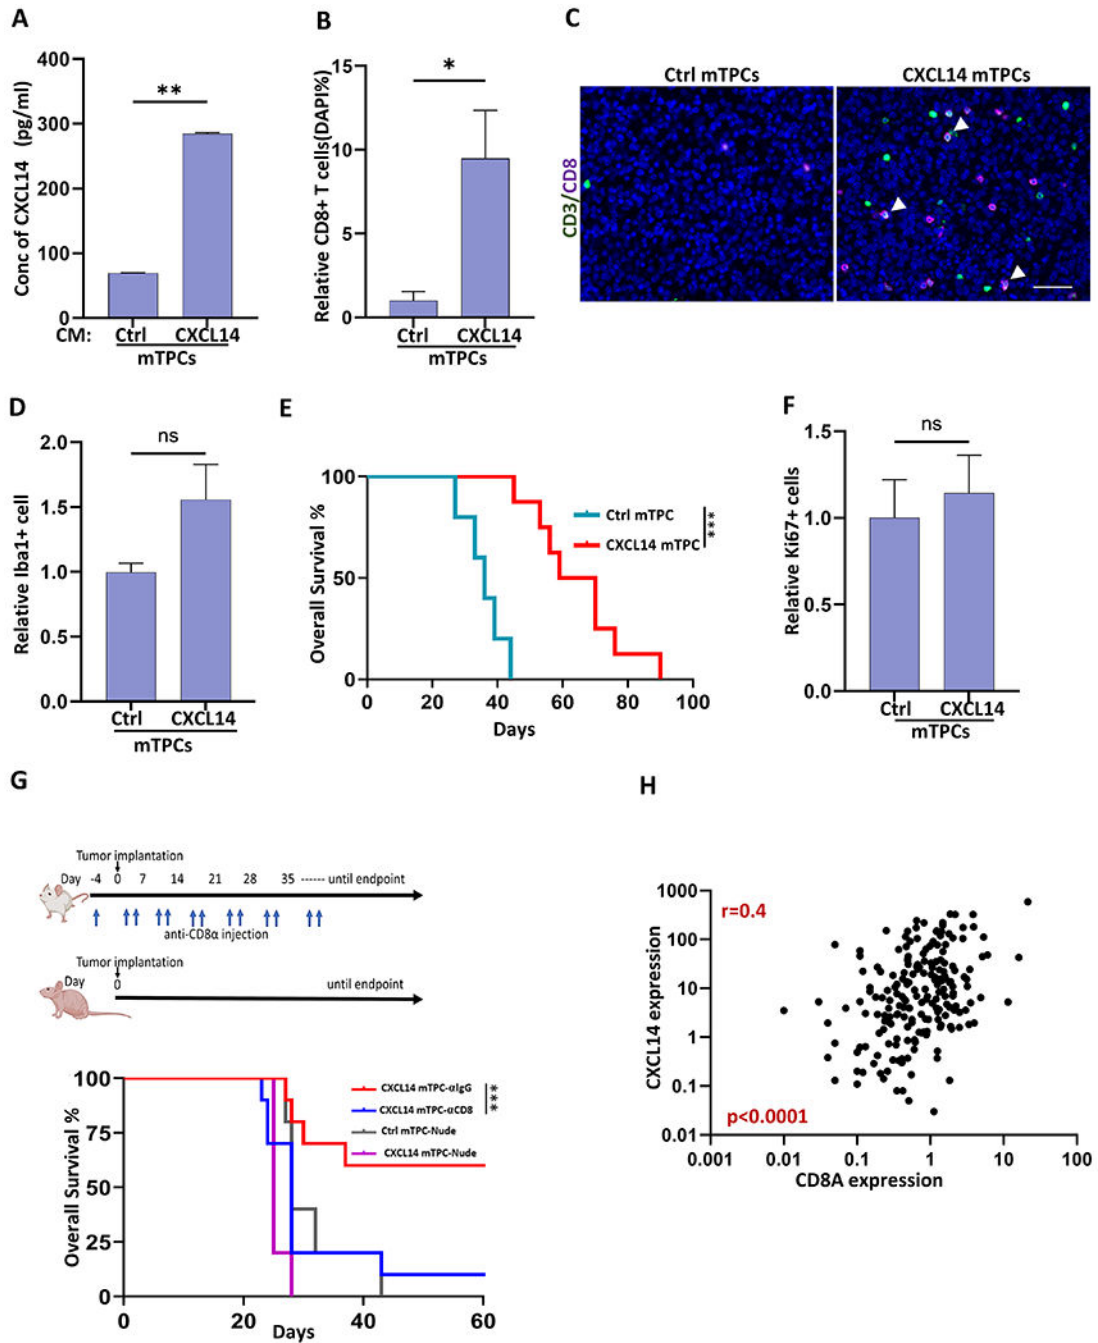 A
Conc of CXCL14 (pg/ml)
400
300
200
100
0
**
CM: Ctrl CXCL14
mTPCs
B
Relative CD8+ T cells(DAPI%)
15
10
5
0
*
Ctrl CXCL14
mTPCs
C
Ctrl mTPCs CXCL14 mTPCs
CD3/CD8
D
Relative Iba1+ cell
2.0
1.5
1.0
0.5
0.0
ns
Ctrl CXCL14
mTPCs
E
Overall Survival %
100
50
0
0 20 40 60 80 100
Days
Ctrl mTPC
CXCL14 mTPC
***
F
Relative Ki67+ cells
1.5
1.0
0.5
0.0
ns
Ctrl CXCL14
mTPCs
G
Tumor implantation
Day -4 0 7 14 21 28 35 ------ until endpoint
anti-CD8α injection
Tumor implantation
Day 0 until endpoint
Overall Survival %
100
75
50
25
0
0 20 40 60
Days
CXCL14 mTPC-αIgG
CXCL14 mTPC-αCD8
Ctrl mTPC-Nude
CXCL14 mTPC-Nude
***
H
CXCL14 expression
1000
100
10
1
0.1
0.01
r=0.4
p<0.0001
0.001 0.01 0.1 1 10 100
CD8A expression